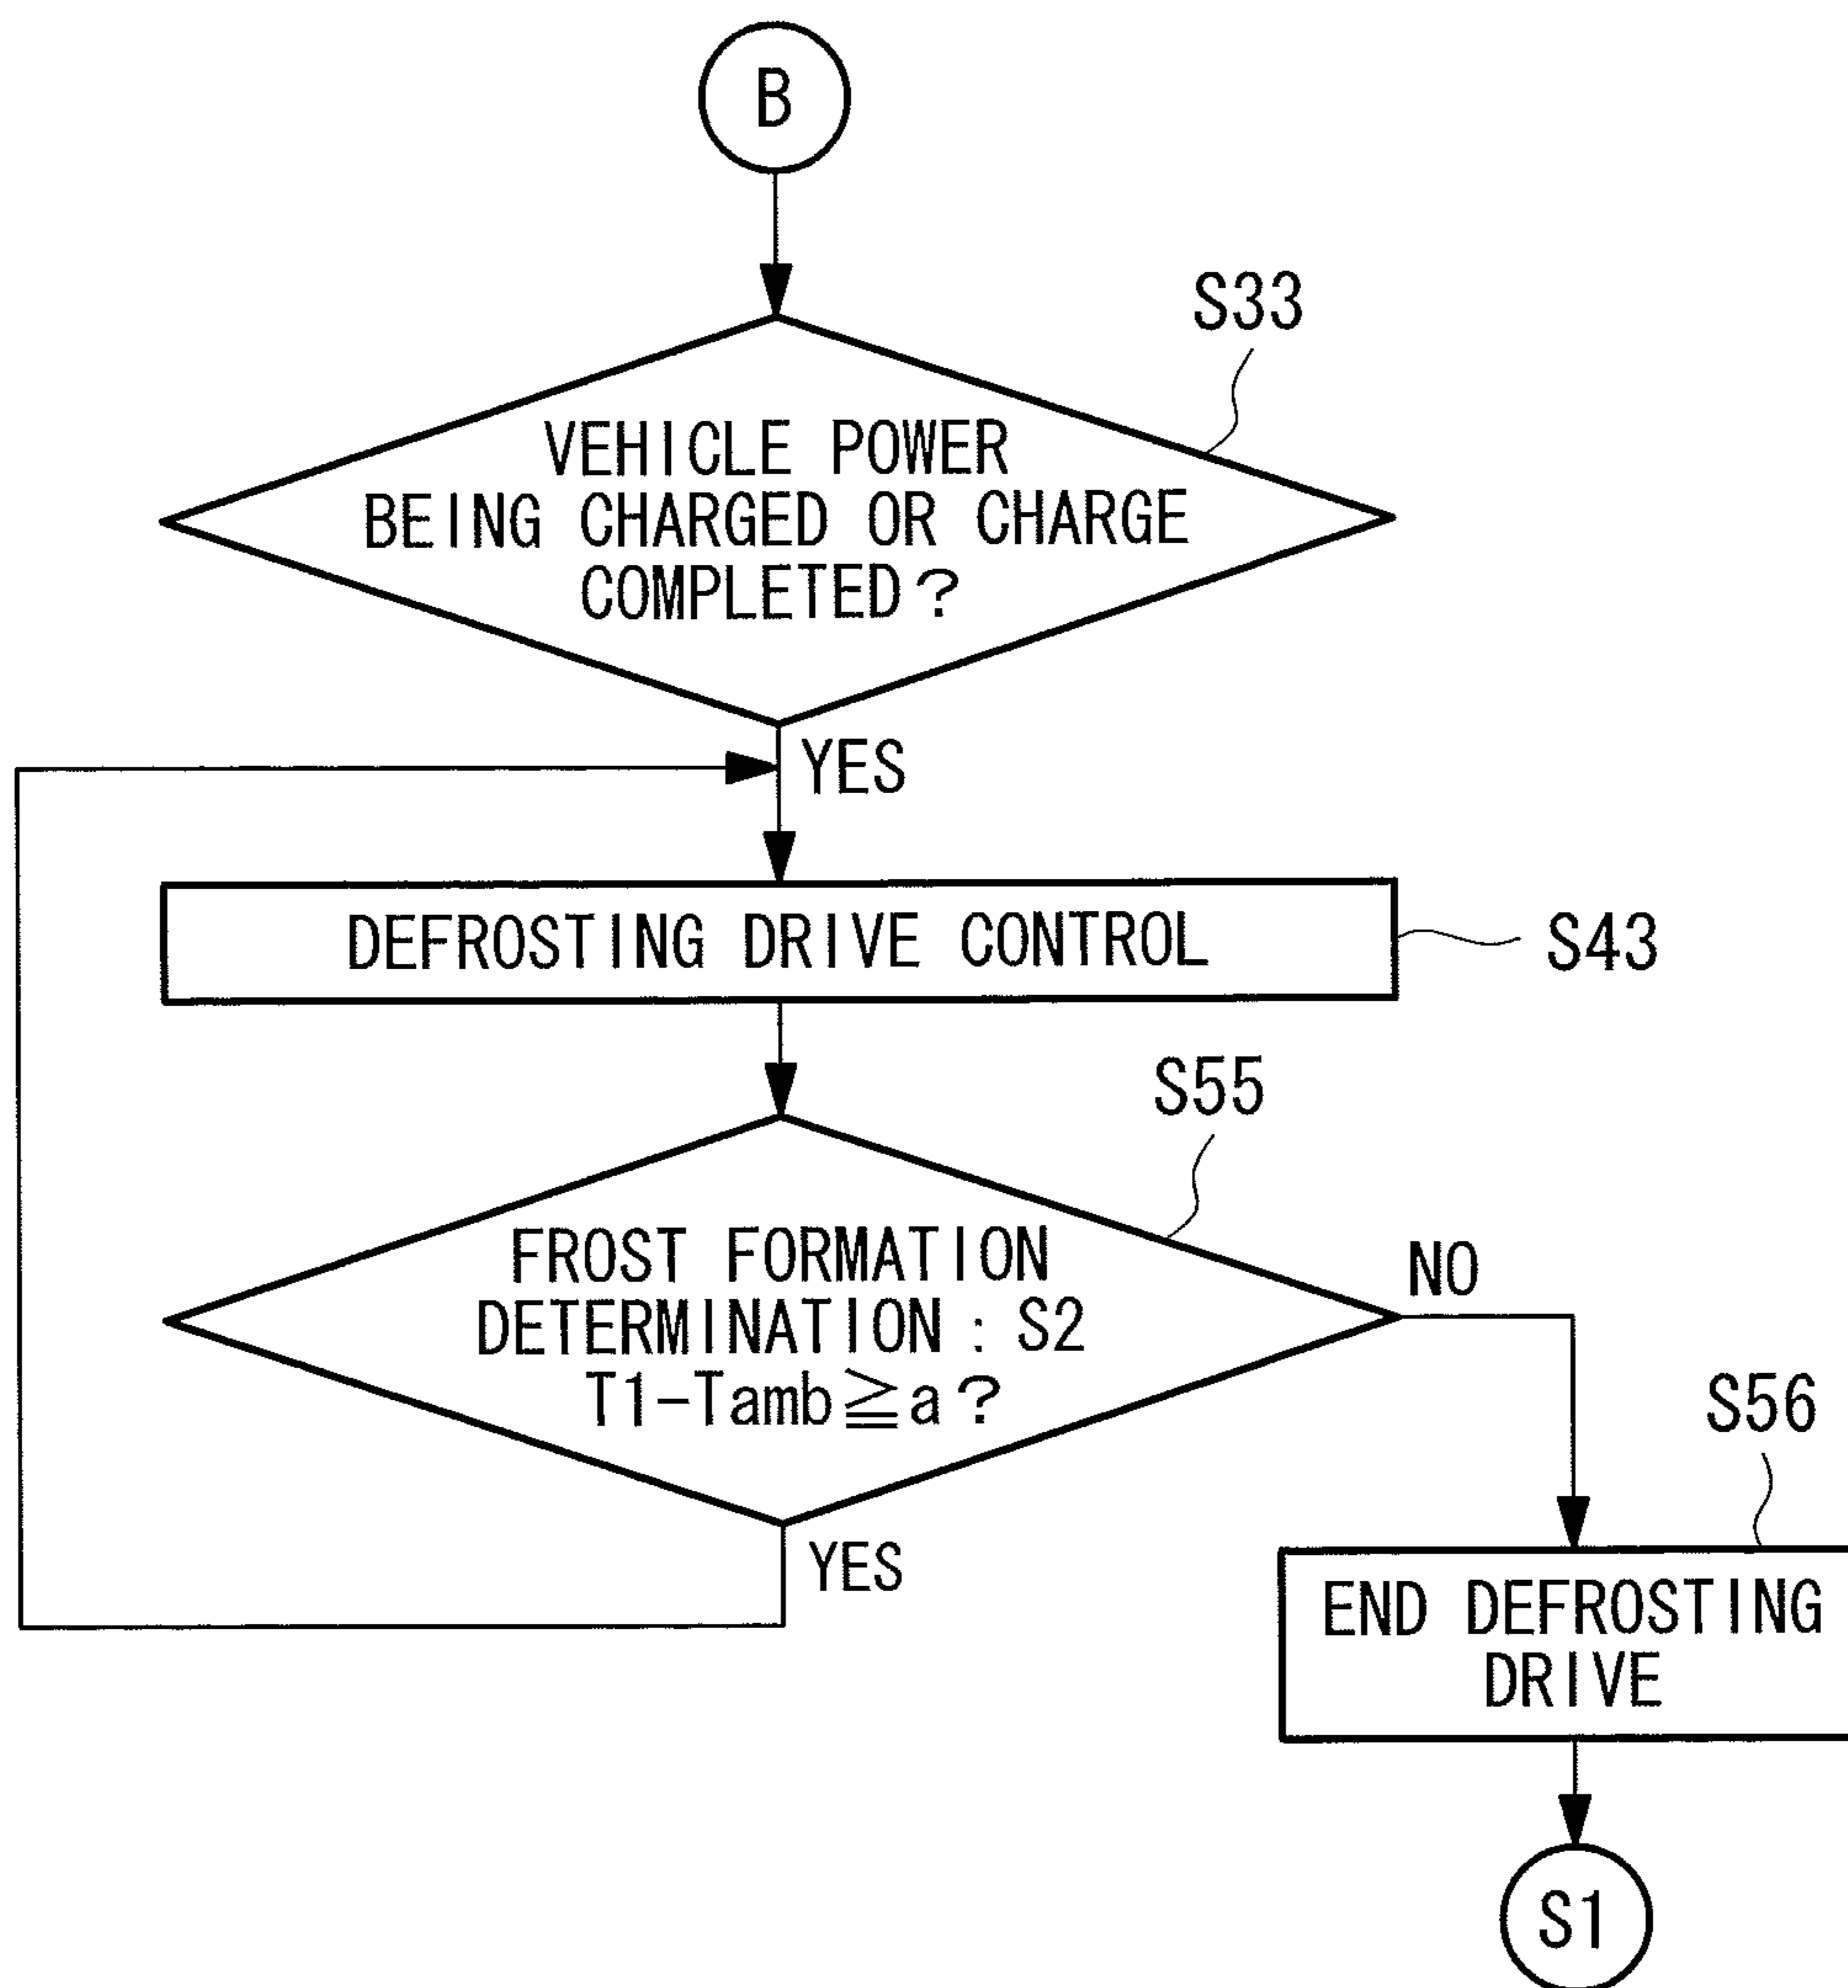 B
S33
VEHICLE POWER
BEING CHARGED OR CHARGE
COMPLETED?
YES
DEFROSTING DRIVE CONTROL
S43
S55
FROST FORMATION
DETERMINATION: S2
T1-Tamb≧a?
NO
YES
S56
END DEFROSTING
DRIVE
S1